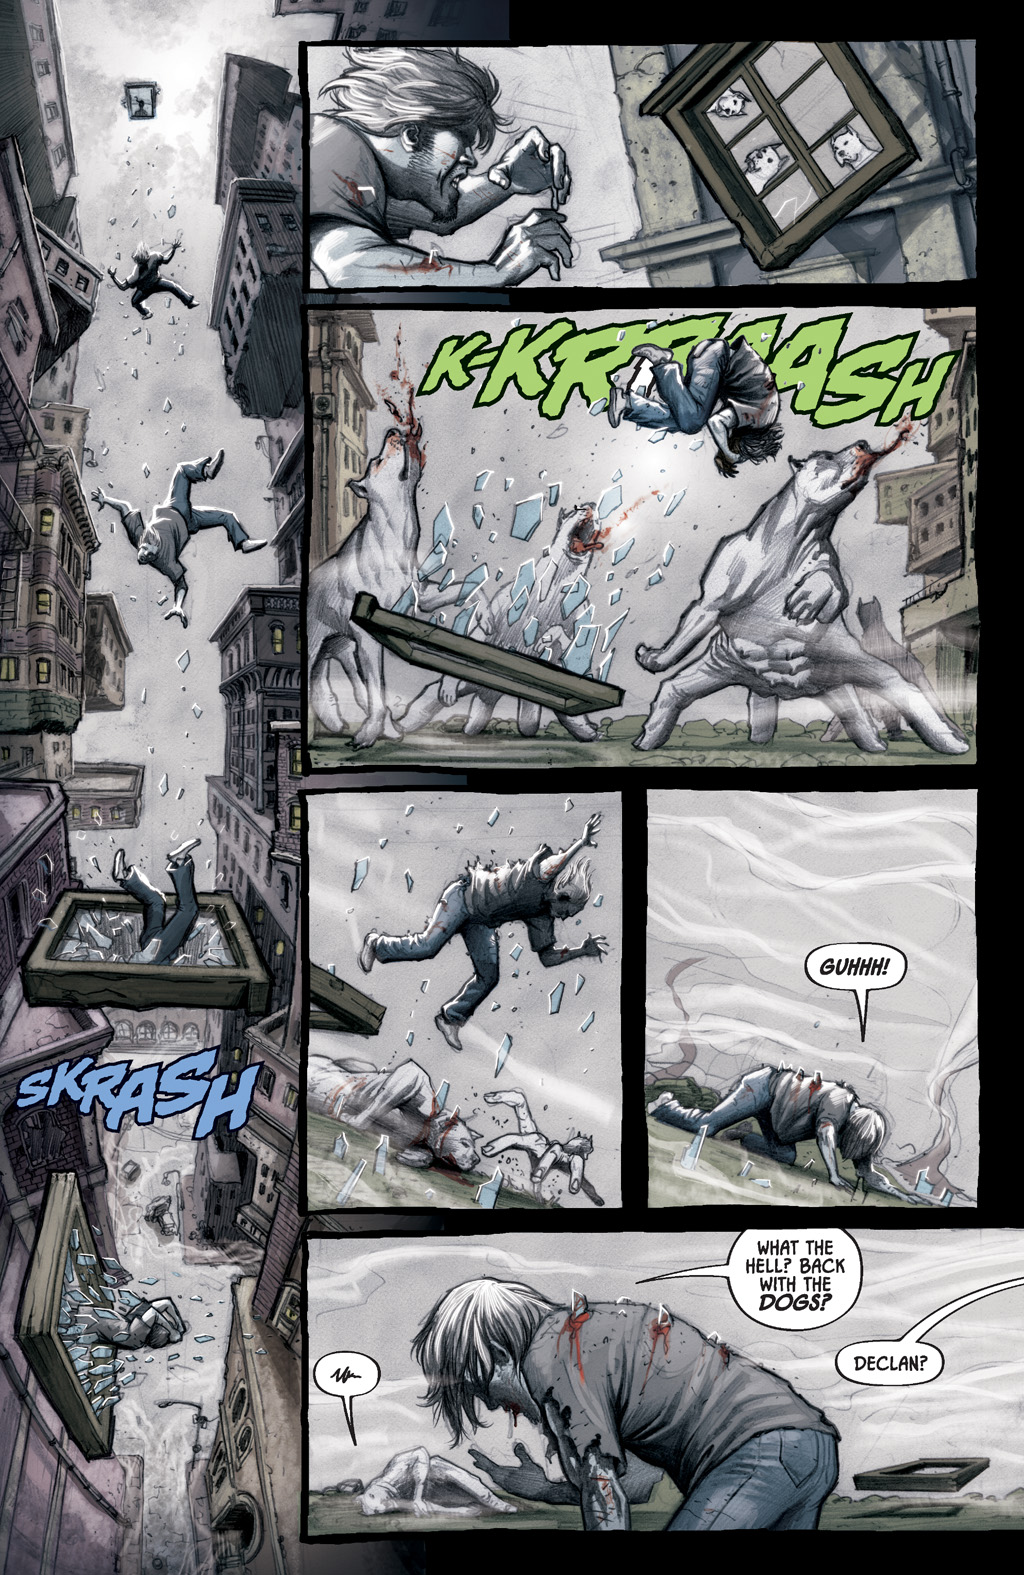 SKRASH
K-KRRAASH
GUHHH!
WHAT THE
HELL? BACK
WITH THE
DOGS?
DECLAN?